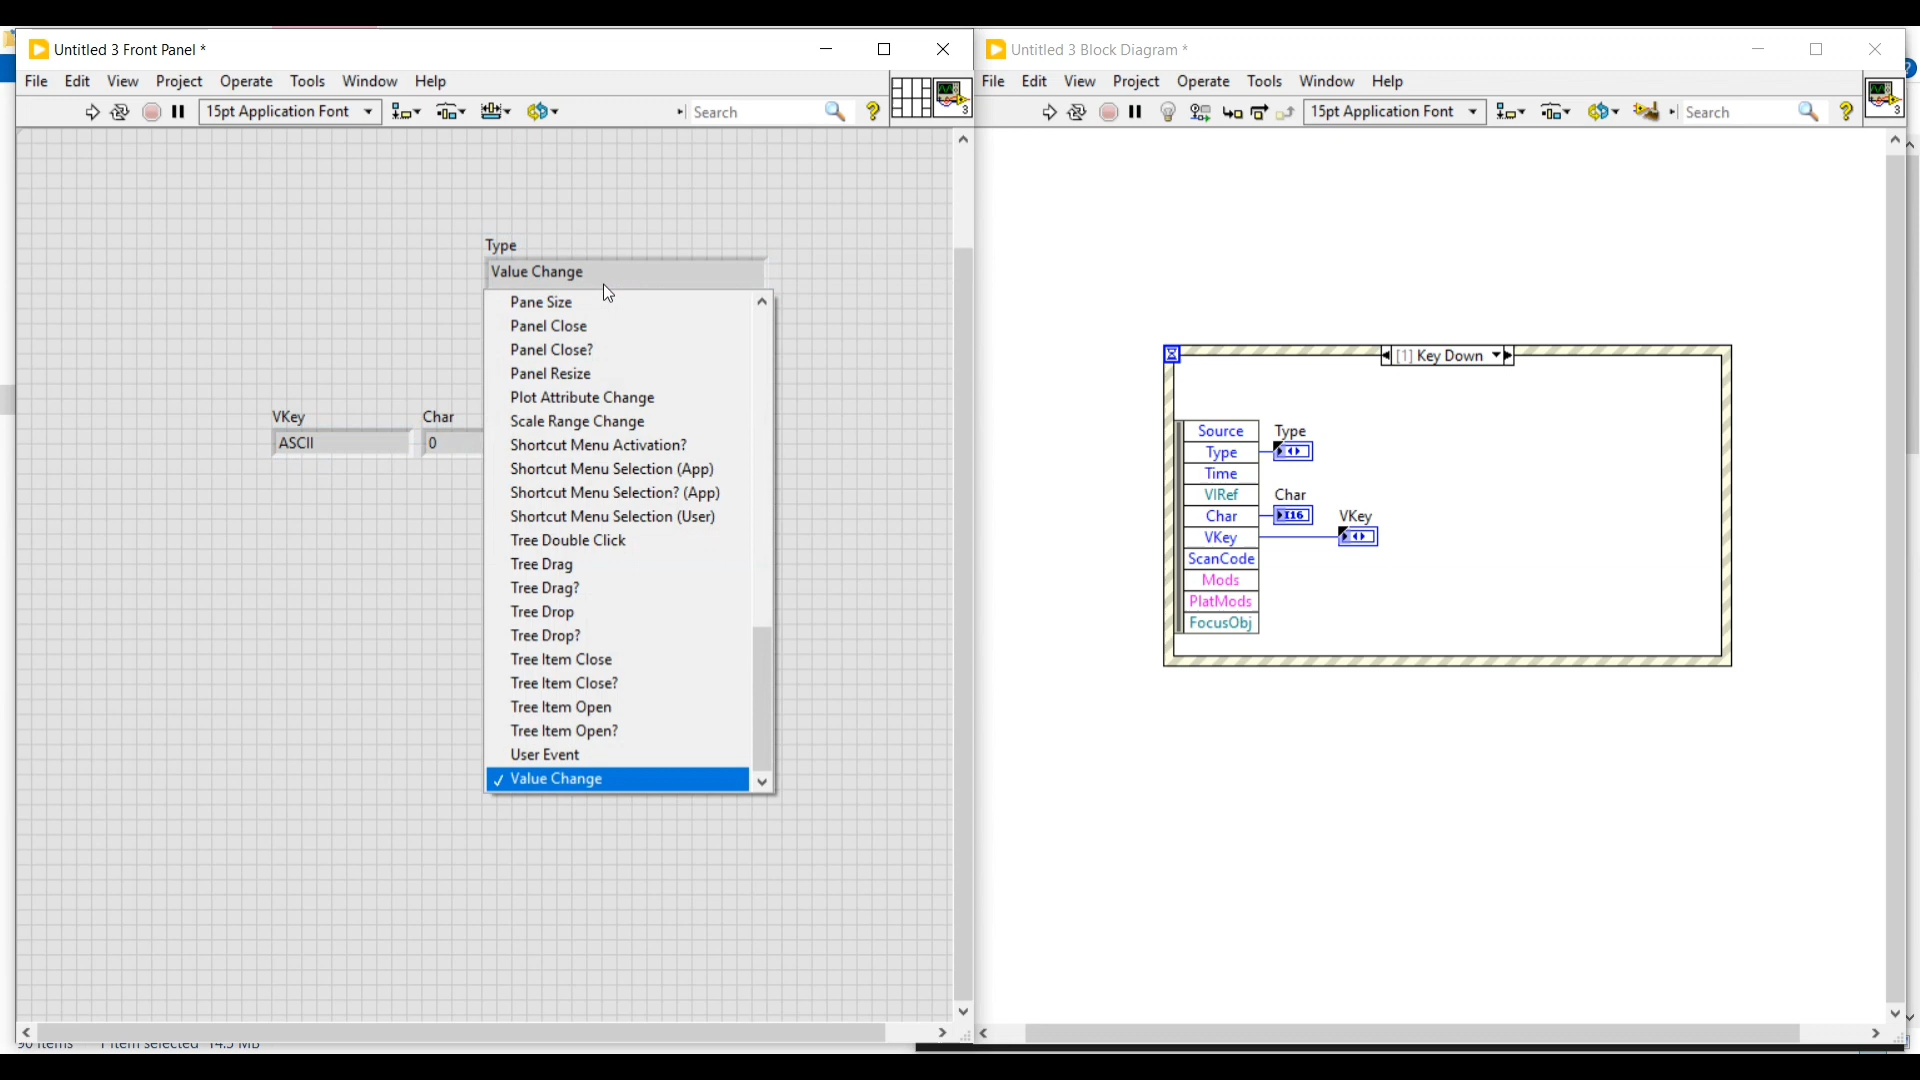 Untitled 3 Front Panel *
File Edit View Project Operate Tools Window Help
15pt Application Font
Search
3
Type
Value Change
Pane Size
Panel Close
Panel Close?
Panel Resize
Plot Attribute Change
Scale Range Change
Shortcut Menu Activation?
Shortcut Menu Selection (App)
Shortcut Menu Selection? (App)
Shortcut Menu Selection (User)
Tree Double Click
Tree Drag
Tree Drag?
Tree Drop
Tree Drop?
Tree Item Close
Tree Item Close?
Tree Item Open
Tree Item Open?
User Event
✓ Value Change
VKey Char
ASCII 0
Untitled 3 Block Diagram *
File Edit View Project Operate Tools Window Help
15pt Application Font
Search
3
[1] Key Down
Source
Type
Time
VIRef
Char
VKey
ScanCode
Mods
PlatMods
FocusObj
Type
Char
I16
VKey